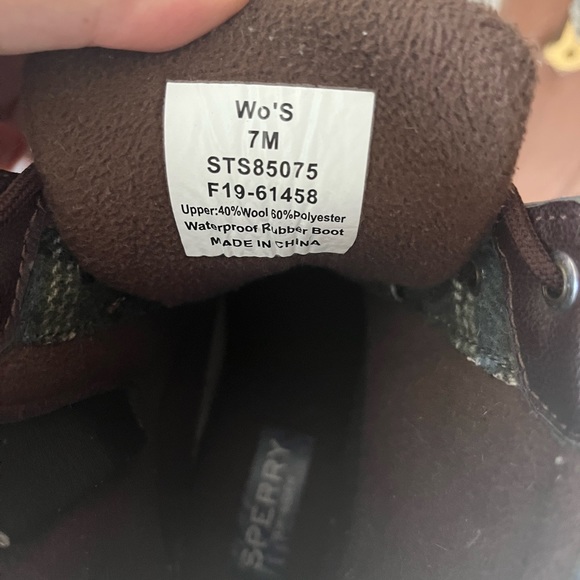 Wo'S
7M
STS85075
F19-61458
Upper:40%Wool 60%Polyester
Waterproof Rubber Boot
MADE IN CHINA
SPERRY